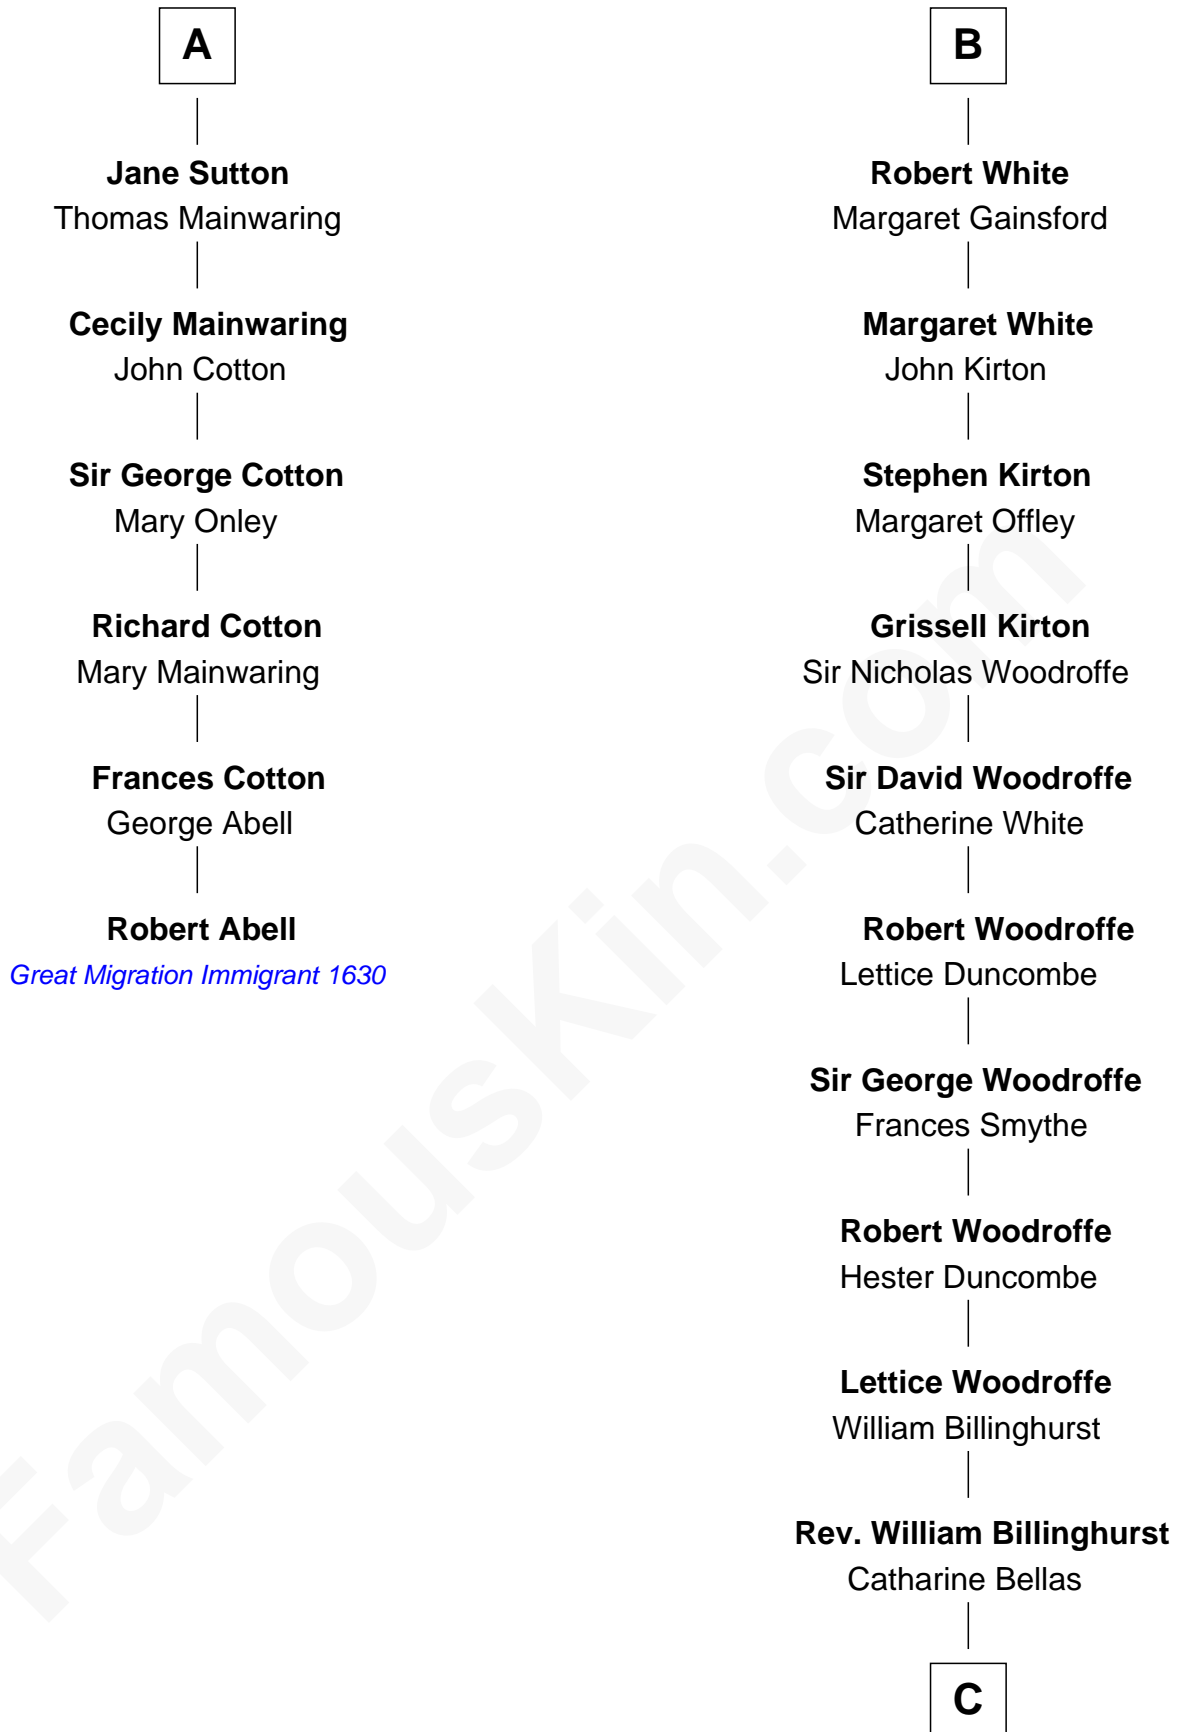 A
Jane Sutton
Thomas Mainwaring
Cecily Mainwaring
John Cotton
Sir George Cotton
Mary Onley
Richard Cotton
Mary Mainwaring
Frances Cotton
George Abell
Robert Abell
Great Migration Immigrant 1630
B
Robert White
Margaret Gainsford
Margaret White
John Kirton
Stephen Kirton
Margaret Offley
Grissell Kirton
Sir Nicholas Woodroffe
Sir David Woodroffe
Catherine White
Robert Woodroffe
Lettice Duncombe
Sir George Woodroffe
Frances Smythe
Robert Woodroffe
Hester Duncombe
Lettice Woodroffe
William Billinghurst
Rev. William Billinghurst
Catharine Bellas
C
FamousKin.com